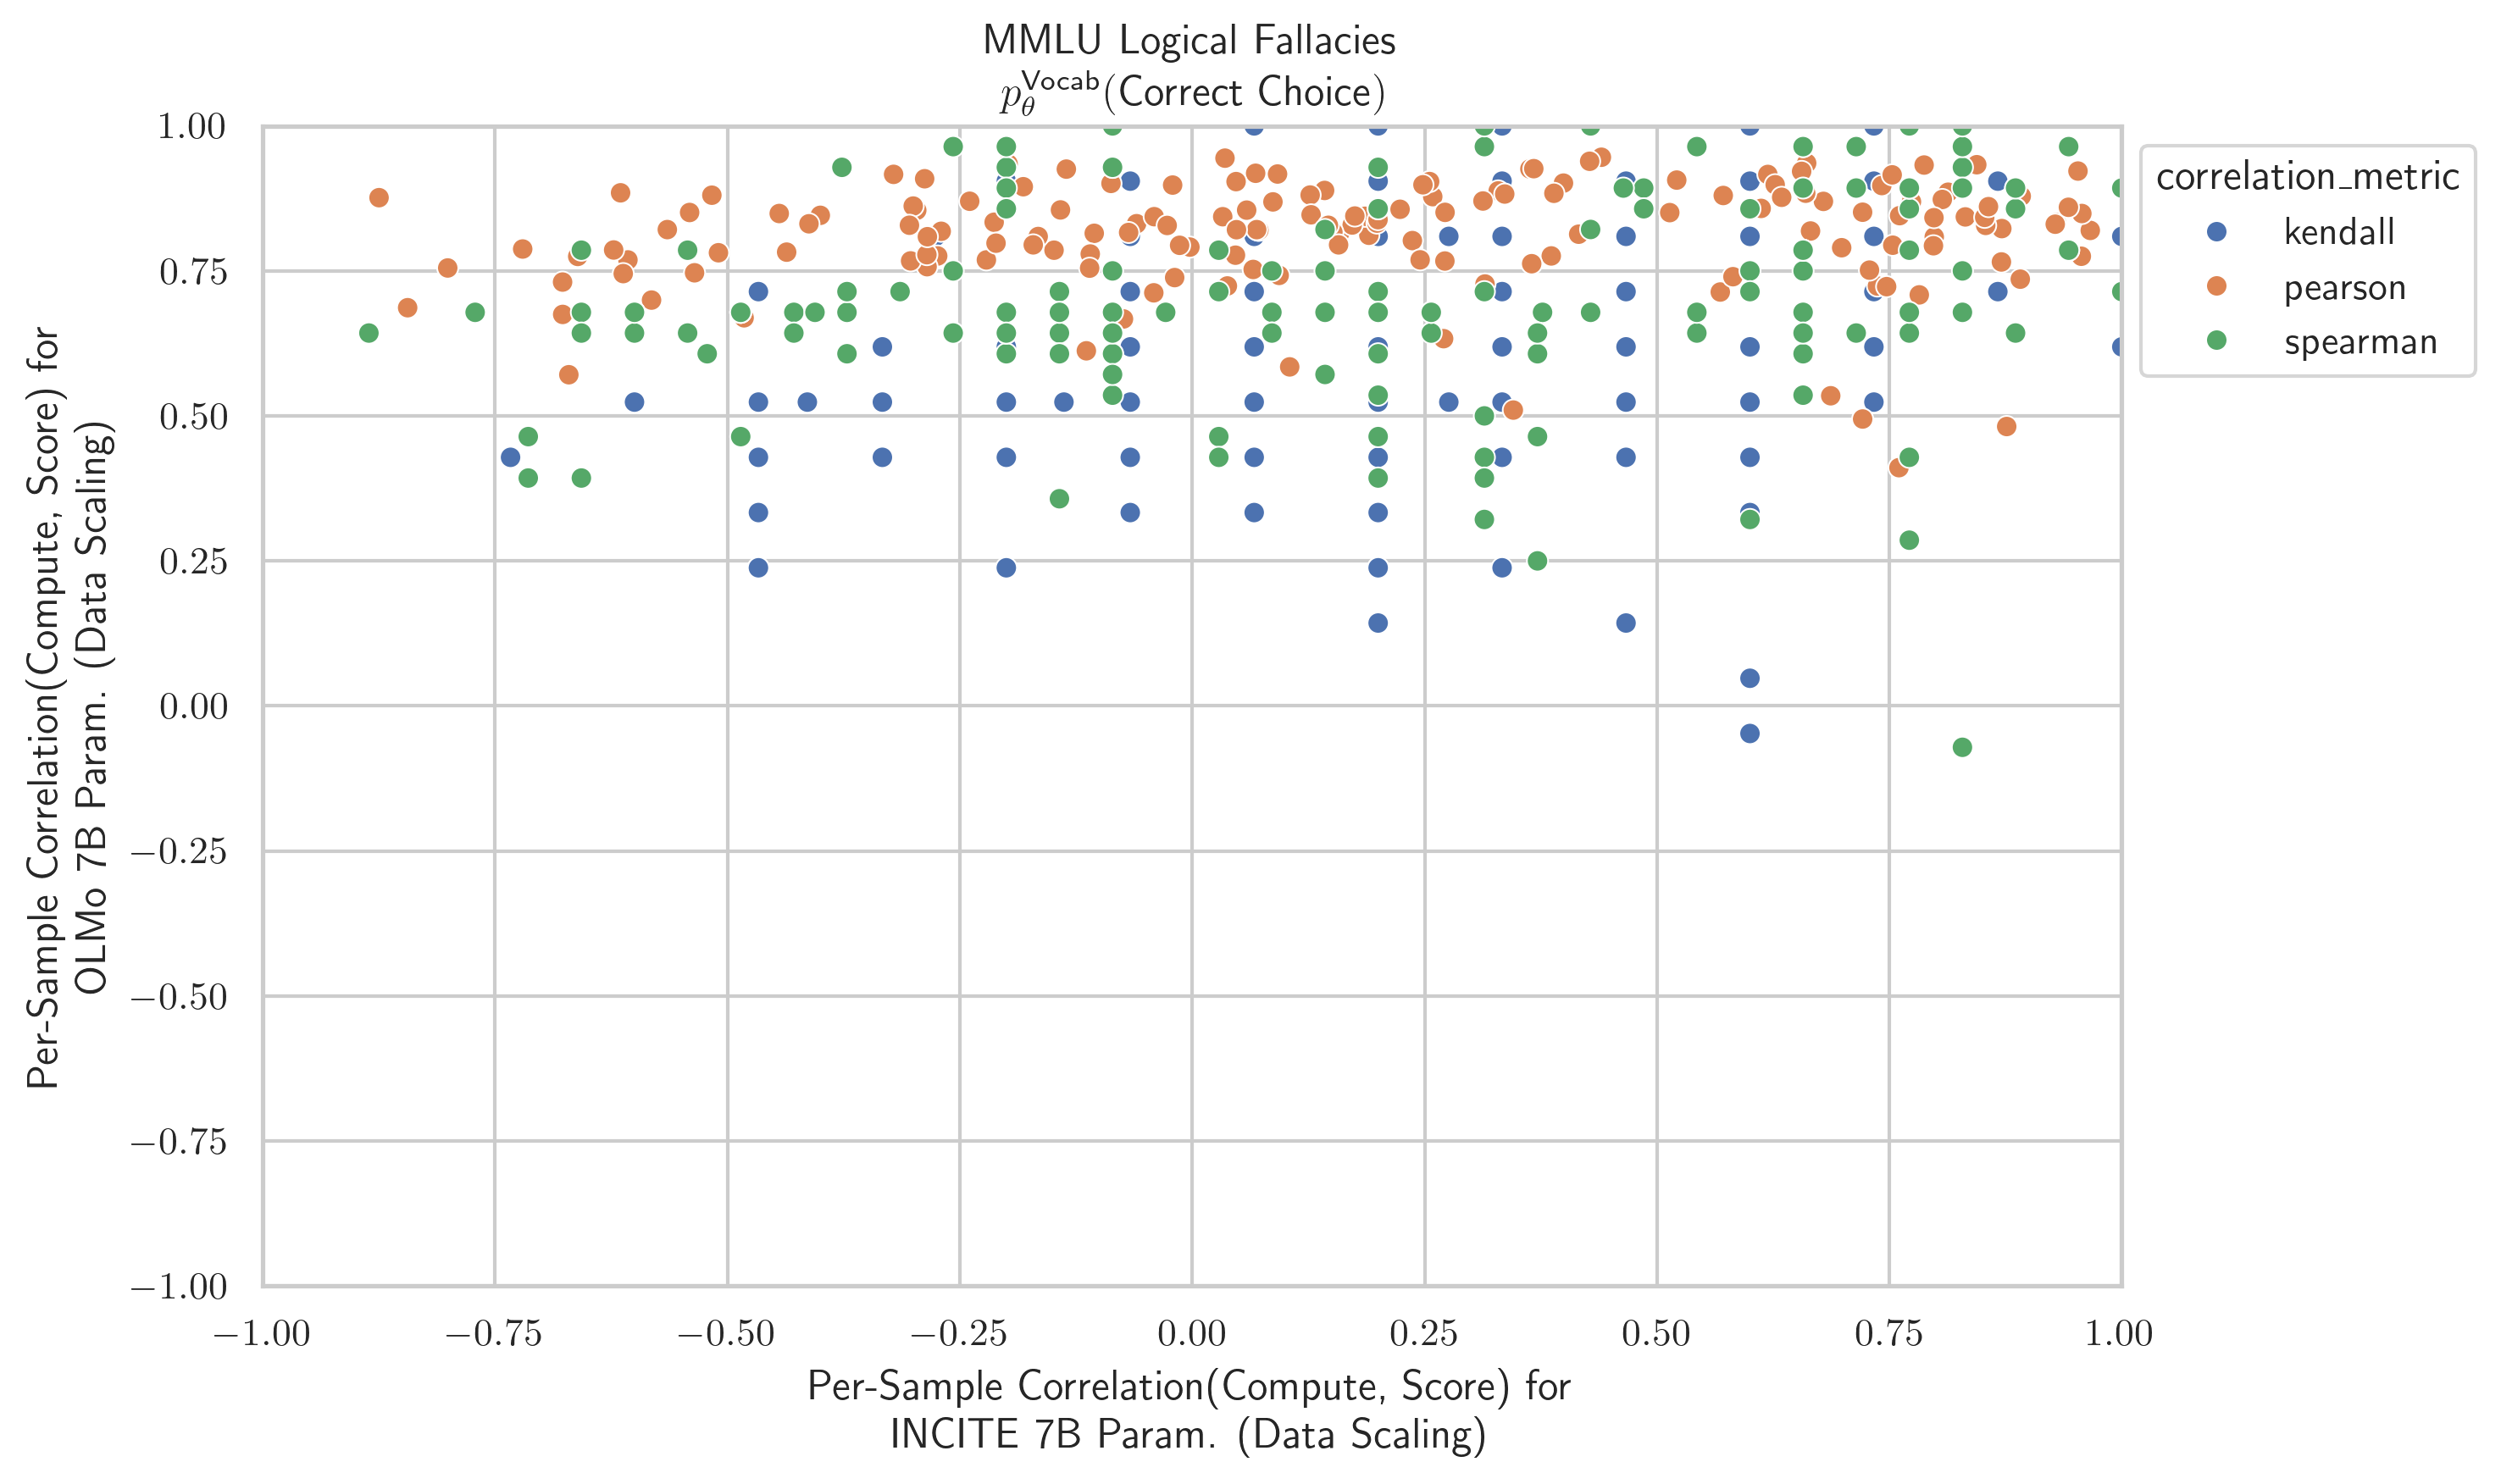 MMLU Logical Fallacies
p_θ^Vocab(Correct Choice)
1.00
0.75
0.50
0.25
0.00
−0.25
−0.50
−0.75
−1.00
Per-Sample Correlation(Compute, Score) for
OLMo 7B Param. (Data Scaling)
−1.00 −0.75 −0.50 −0.25 0.00 0.25 0.50 0.75 1.00
Per-Sample Correlation(Compute, Score) for
INCITE 7B Param. (Data Scaling)
correlation_metric
kendall
pearson
spearman